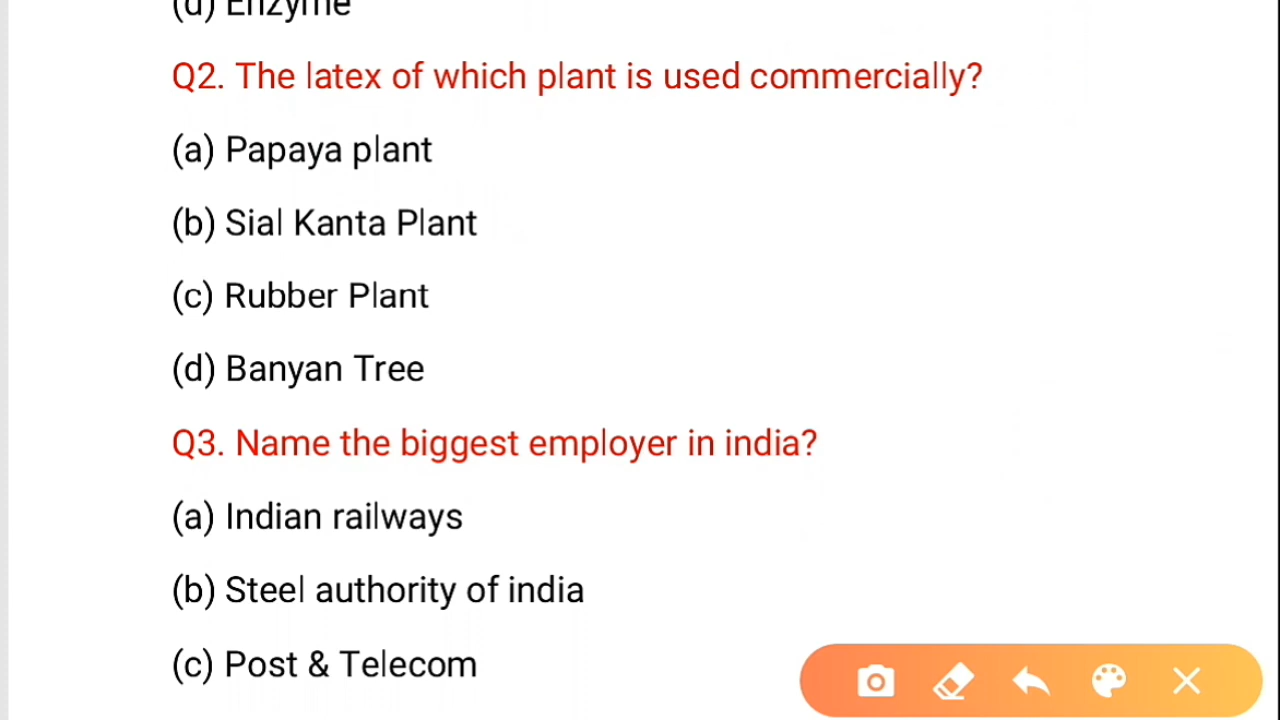 (d) Enzyme
Q2. The latex of which plant is used commercially?
(a) Papaya plant
(b) Sial Kanta Plant
(c) Rubber Plant
(d) Banyan Tree
Q3. Name the biggest employer in india?
(a) Indian railways
(b) Steel authority of india
(c) Post & Telecom